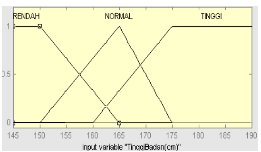 RENDAH NORMAL TINGGI
1
0.5
0
145 150 155 160 165 170 175 180 185 190
input variable "TinggiBadan(cm)"